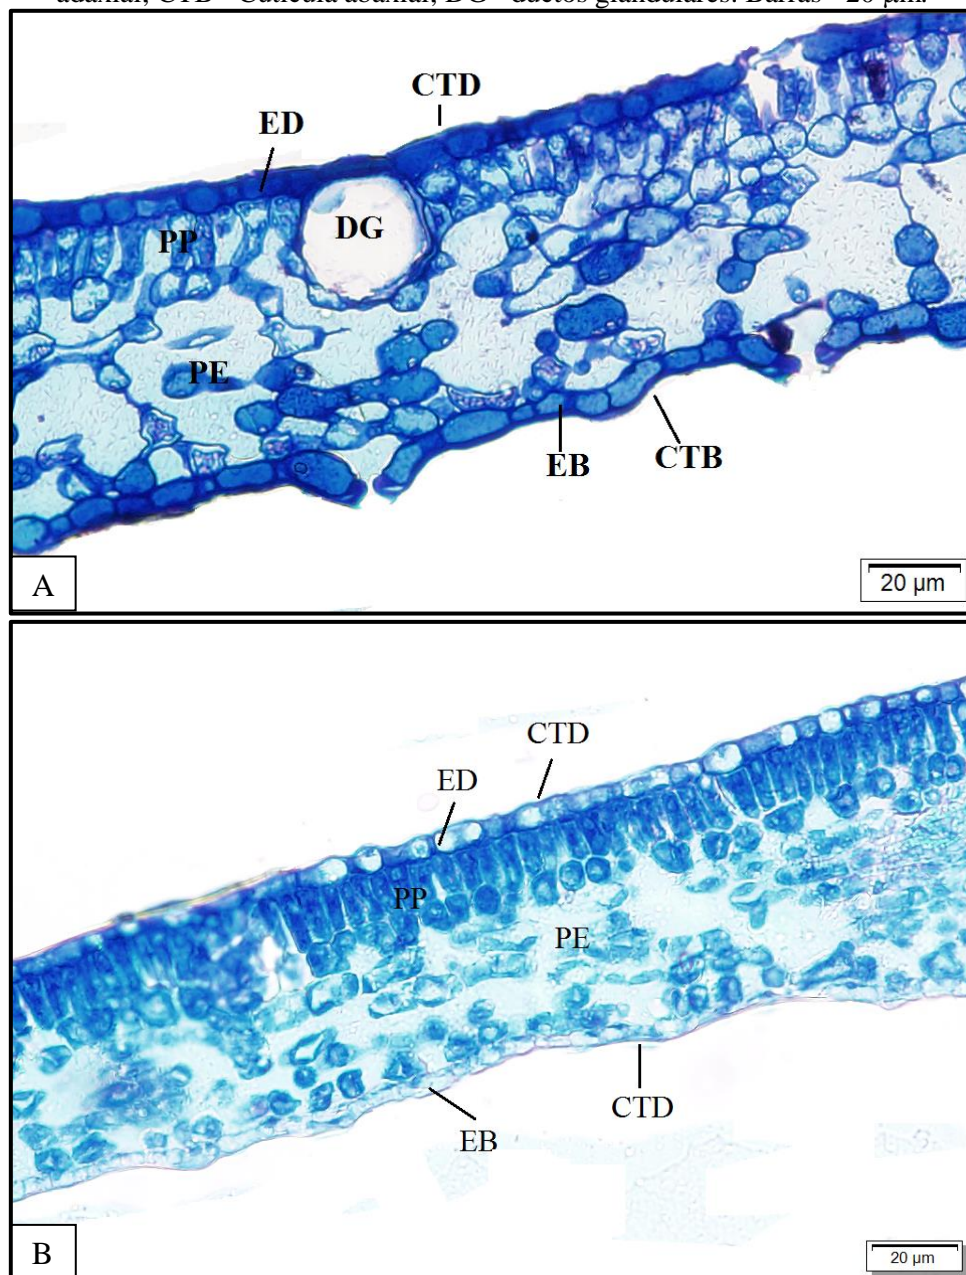 adaxial; CTD - Cutícula abaxial; DG - ductos glandulares. Barras - 20 µm.
CTD
ED
DG
PP
PE
EB
CTB
20 µm
A
CTD
ED
PP
PE
CTD
EB
20 µm
B